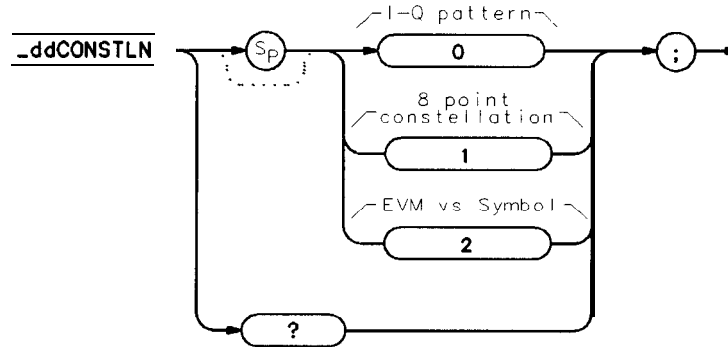 I-Q pattern
_ddCONSTLN
Sp
0
;
8 point
constellation
1
EVM vs Symbol
2
?